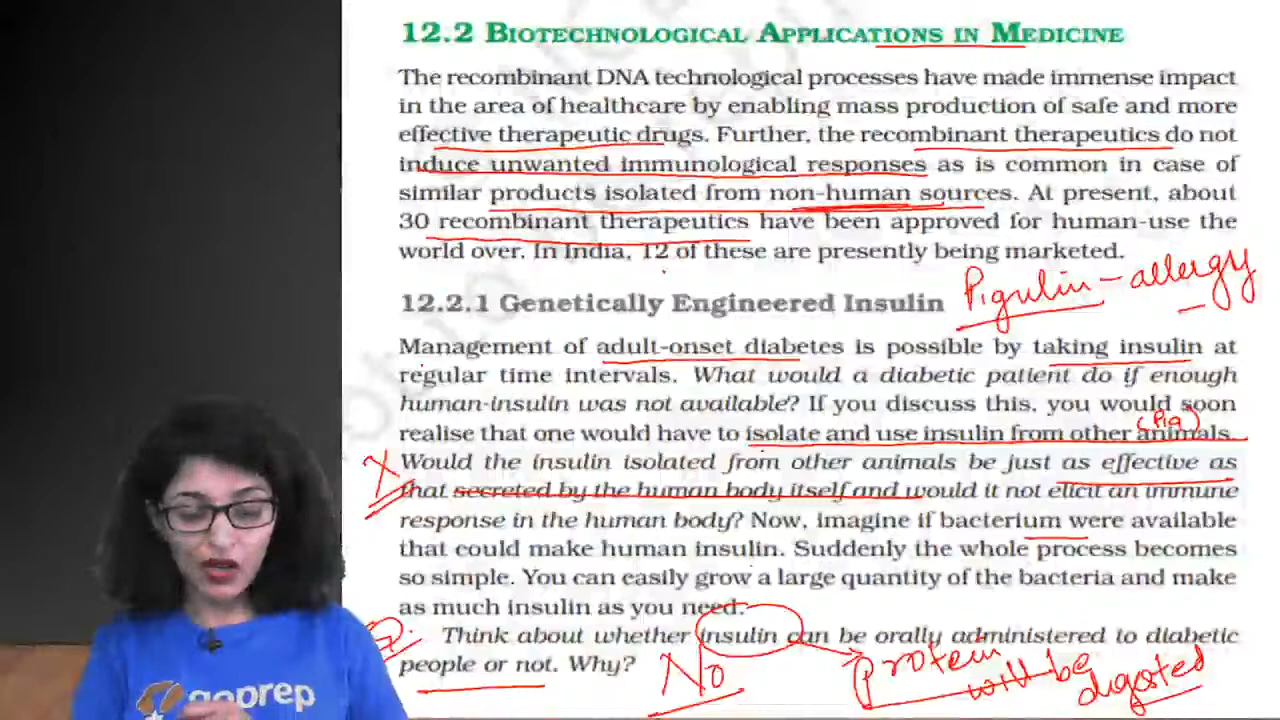 12.2 BIOTECHNOLOGICAL APPLICATIONS IN MEDICINE
The recombinant DNA technological processes have made immense impact
in the area of healthcare by enabling mass production of safe and more
effective therapeutic drugs. Further, the recombinant therapeutics do not
induce unwanted immunological responses as is common in case of
similar products isolated from non-human sources. At present, about
30 recombinant therapeutics have been approved for human-use the
world over. In India, 12 of these are presently being marketed.
Pigulin - allergy
12.2.1 Genetically Engineered Insulin
Management of adult-onset diabetes is possible by taking insulin at
regular time intervals. What would a diabetic patient do if enough
human-insulin was not available? If you discuss this, you would soon
(Pig)
realise that one would have to isolate and use insulin from other animals.
X Would the insulin isolated from other animals be just as effective as
that secreted by the human body itself and would it not elicit an immune
response in the human body? Now, imagine if bacterium were available
that could make human insulin. Suddenly the whole process becomes
so simple. You can easily grow a large quantity of the bacteria and make
as much insulin as you need.
Think about whether insulin can be orally administered to diabetic
people or not. Why?
No
Protein
will be
digested
goprep